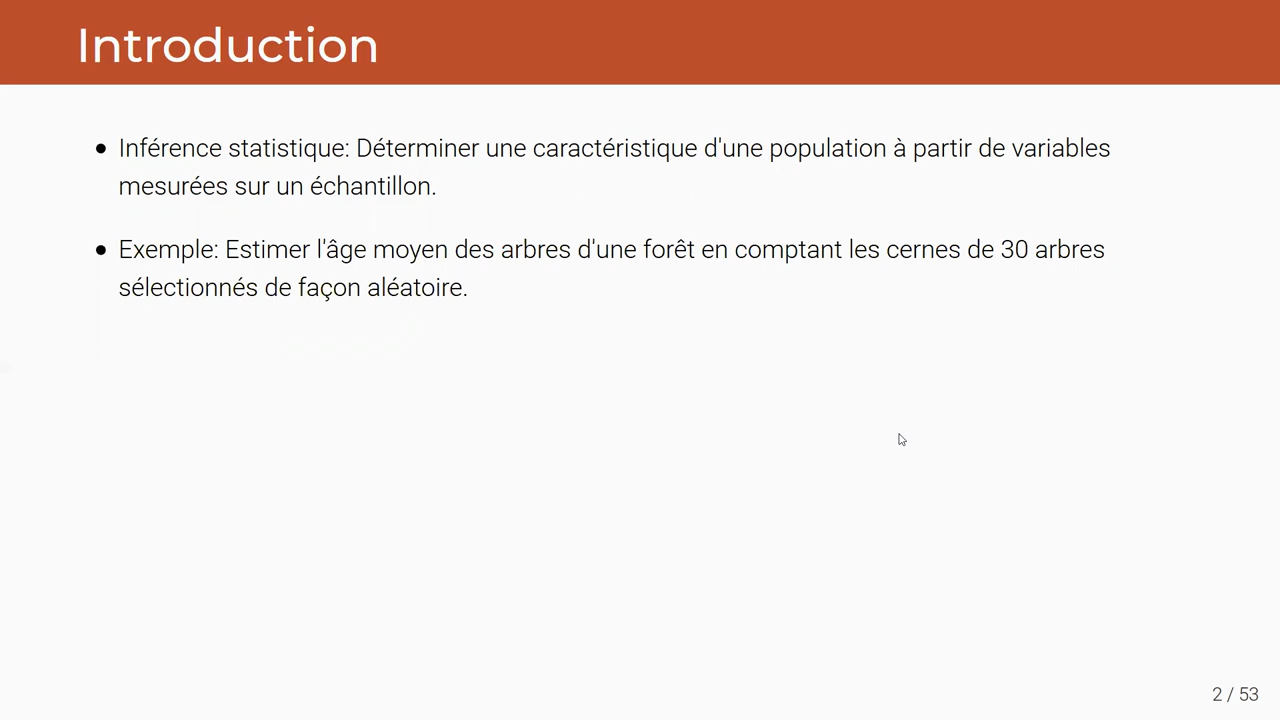 Introduction
• Inférence statistique: Déterminer une caractéristique d'une population à partir de variables
mesurées sur un échantillon.
• Exemple: Estimer l'âge moyen des arbres d'une forêt en comptant les cernes de 30 arbres
sélectionnés de façon aléatoire.
2 / 53